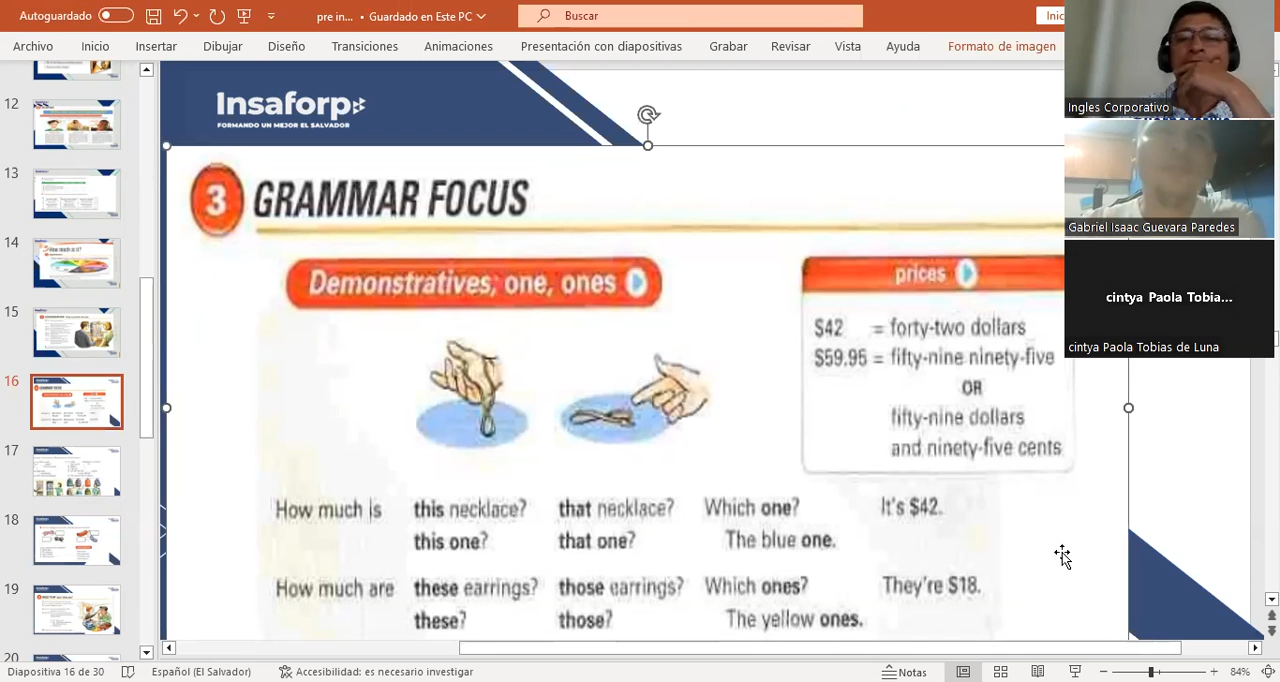 Autoguardado
pre in... • Guardado en Este PC
Buscar
Inic
Archivo Inicio Insertar Dibujar Diseño Transiciones Animaciones Presentación con diapositivas Grabar Revisar Vista Ayuda Formato de imagen
Ingles Corporativo
Gabriel Isaac Guevara Paredes
cintya Paola Tobia...
cintya Paola Tobias de Luna
12
13
14
15
16
17
18
19
20
Insaforp
FORMANDO UN MEJOR EL SALVADOR
3 GRAMMAR FOCUS
Demonstratives, one, ones
prices
$42 = forty-two dollars
$59.95 = fifty-nine ninety-five
OR
fifty-nine dollars
and ninety-five cents
How much is this necklace? that necklace? Which one? It's $42.
this one? that one? The blue one.
How much are these earrings? those earrings? Which ones? They're $18.
these? those? The yellow ones.
Diapositiva 16 de 30 Español (El Salvador) Accesibilidad: es necesario investigar Notas 84%